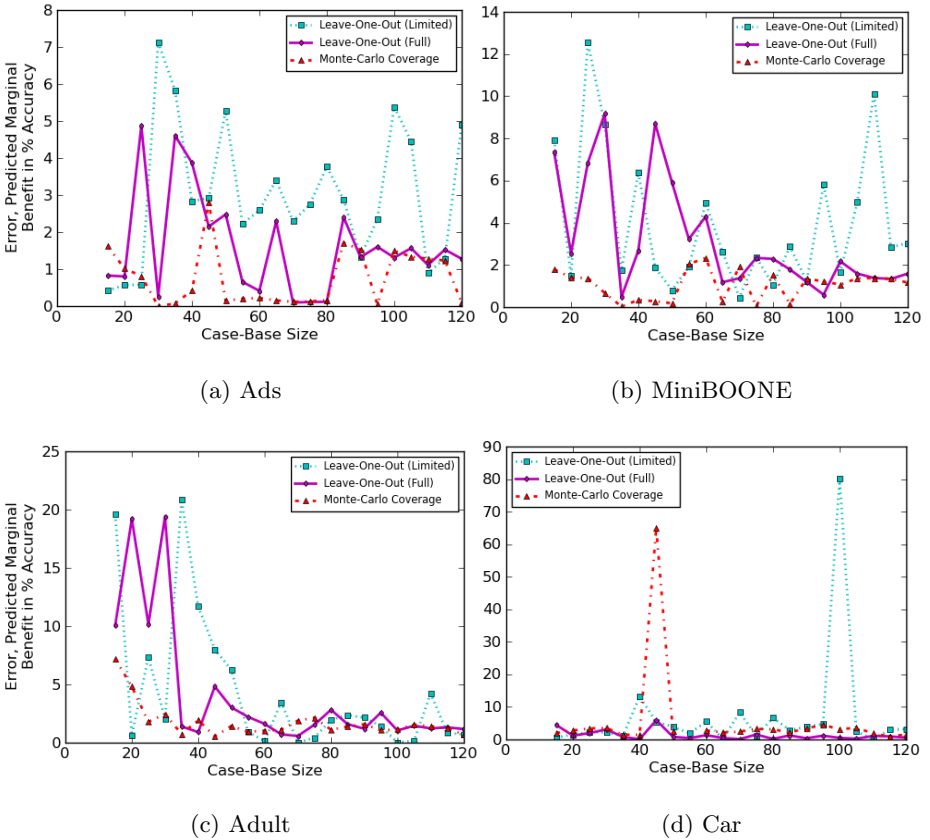 8
7
6
5
4
3
2
1
0
0 20 40 60 80 100 120
Error, Predicted Marginal
Benefit in % Accuracy
Case-Base Size
Leave-One-Out (Limited)
Leave-One-Out (Full)
Monte-Carlo Coverage
(a) Ads
14
12
10
8
6
4
2
0
0 20 40 60 80 100 120
Case-Base Size
Leave-One-Out (Limited)
Leave-One-Out (Full)
Monte-Carlo Coverage
(b) MiniBOONE
25
20
15
10
5
0
0 20 40 60 80 100 120
Error, Predicted Marginal
Benefit in % Accuracy
Case-Base Size
Leave-One-Out (Limited)
Leave-One-Out (Full)
Monte-Carlo Coverage
(c) Adult
90
80
70
60
50
40
30
20
10
0
0 20 40 60 80 100 120
Case-Base Size
Leave-One-Out (Limited)
Leave-One-Out (Full)
Monte-Carlo Coverage
(d) Car